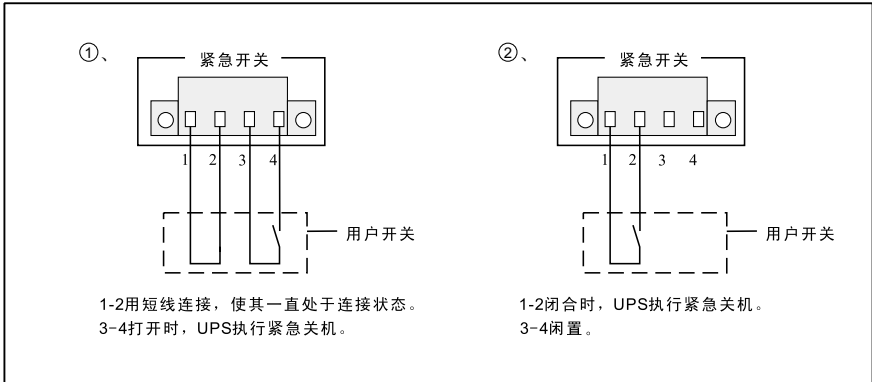 ①、
紧急开关
1 2 3 4
用户开关
1-2用短线连接，使其一直处于连接状态。
3-4打开时，UPS执行紧急关机。
②、
紧急开关
1 2 3 4
用户开关
1-2闭合时，UPS执行紧急关机。
3-4闲置。